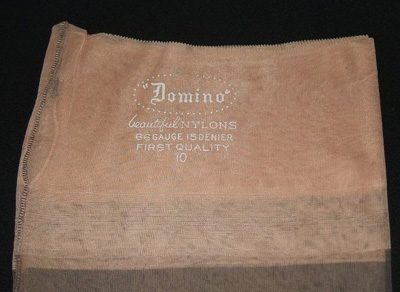 "Domino"
beautiful NYLONS
66 GAUGE 15 DENIER
FIRST QUALITY
10